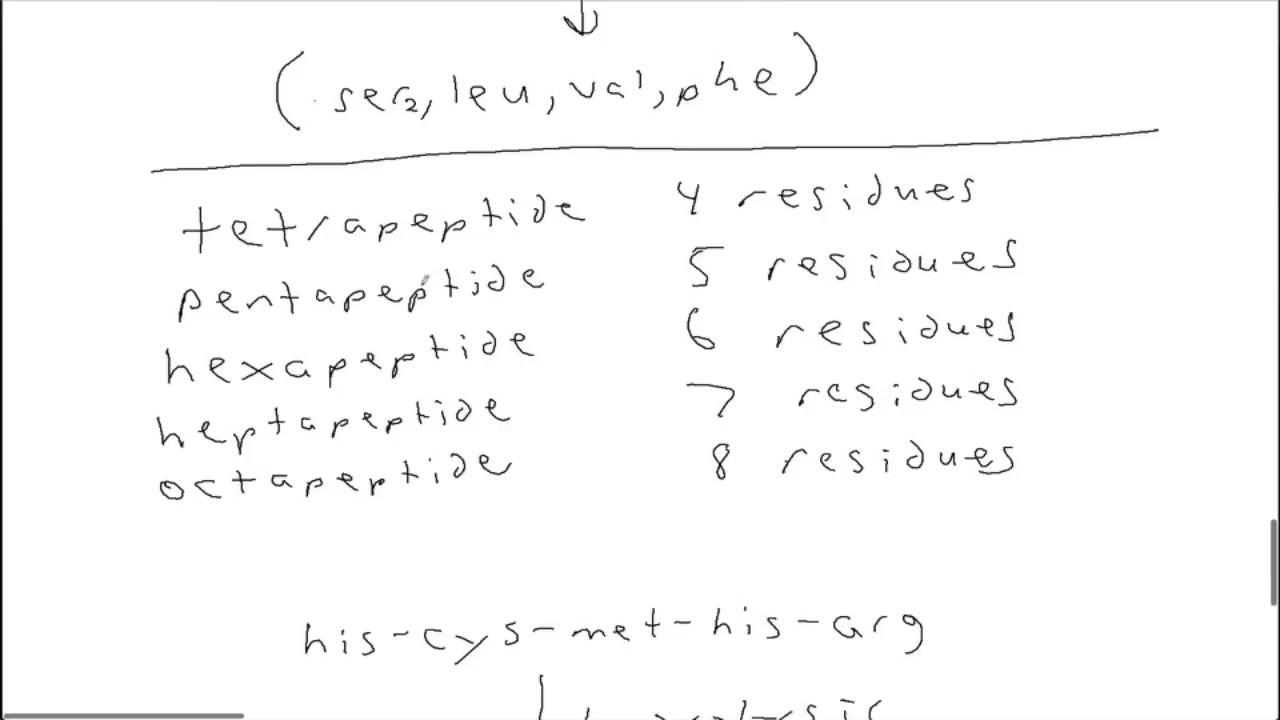 (ser₂, leu, val, phe)
tetrapeptide 4 residues
pentapeptide 5 residues
hexapeptide 6 residues
heptapeptide 7 residues
octapeptide 8 residues
his-cys-met-his-arg